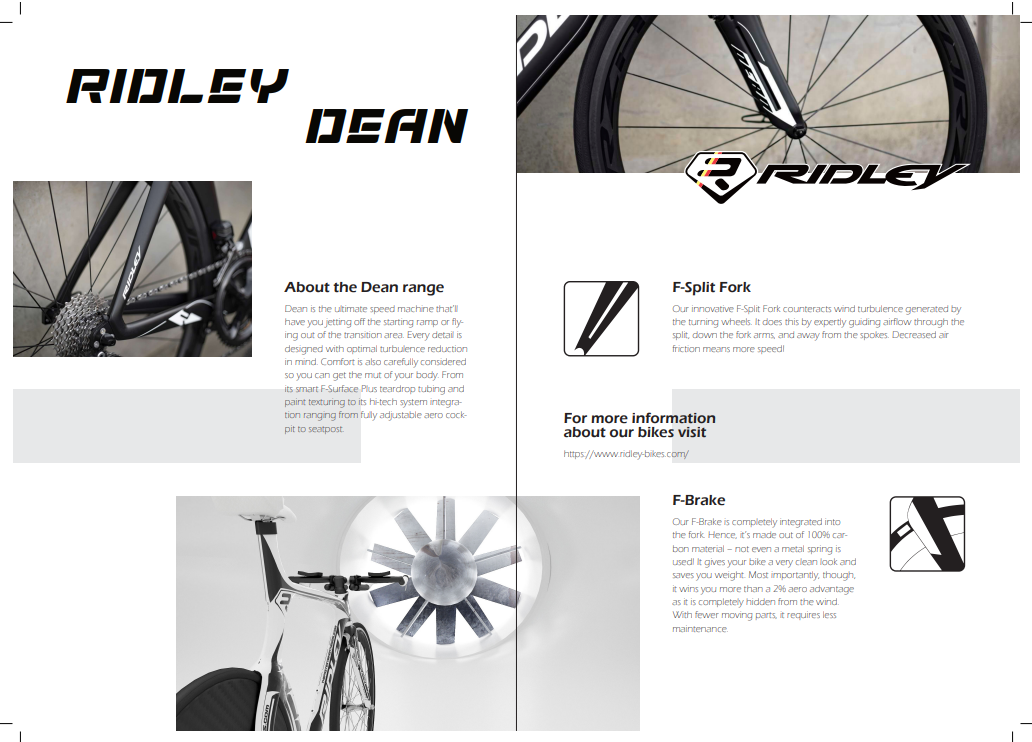 RIDLEY
DEAN
RIDLEY
About the Dean range
Dean is the ultimate speed machine that'll
have you jetting off the starting ramp or fly-
ing out of the transition area. Every detail is
designed with optimal turbulence reduction
in mind. Comfort is also carefully considered
so you can get the mut of your body. From
its smart F-Surface Plus teardrop tubing and
paint texturing to its hi-tech system integra-
tion ranging from fully adjustable aero cock-
pit to seatpost.
RIDLEY
F-Split Fork
Our innovative F-Split Fork counteracts wind turbulence generated by
the turning wheels. It does this by expertly guiding airflow through the
split, down the fork arms, and away from the spokes. Decreased air
friction means more speed!
For more information
about our bikes visit
https://www.ridley-bikes.com/
F-Brake
Our F-Brake is completely integrated into
the fork. Hence, it's made out of 100% car-
bon material – not even a metal spring is
used! It gives your bike a very clean look and
saves you weight. Most importantly, though,
it wins you more than a 2% aero advantage
as it is completely hidden from the wind.
With fewer moving parts, it requires less
maintenance.